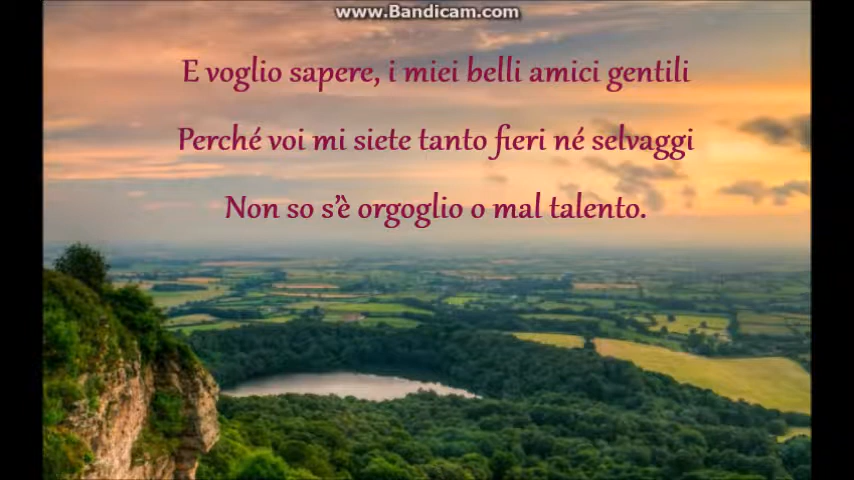 www.Bandicam.com
E voglio sapere, i miei belli amici gentili
Perché voi mi siete tanto fieri né selvaggi
Non so s'è orgoglio o mal talento.